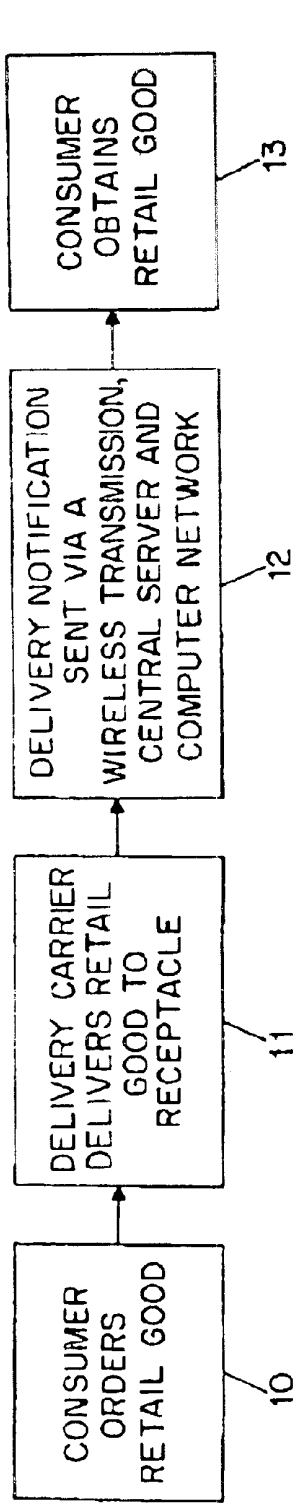 CONSUMER
ORDERS
RETAIL GOOD
10
DELIVERY CARRIER
DELIVERS RETAIL
GOOD TO
RECEPTACLE
11
DELIVERY NOTIFICATION
SENT VIA A
WIRELESS TRANSMISSION,
CENTRAL SERVER AND
COMPUTER NETWORK
12
CONSUMER
OBTAINS
RETAIL GOOD
13